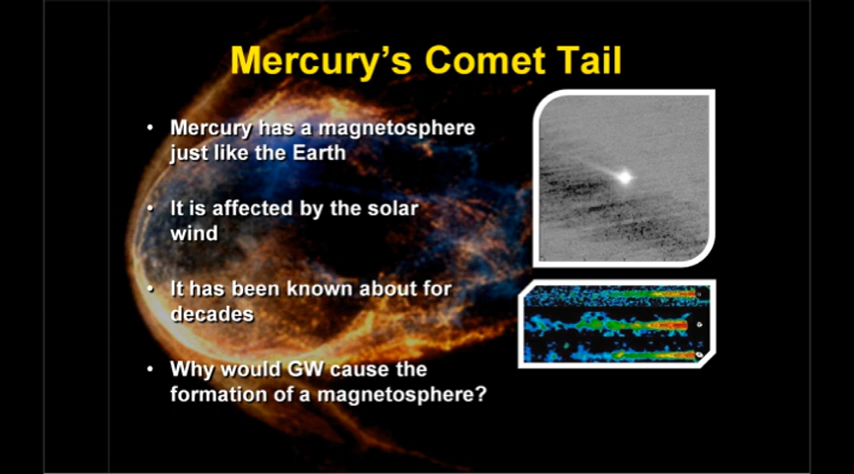 Mercury's Comet Tail
• Mercury has a magnetosphere
just like the Earth
• It is affected by the solar
wind
• It has been known about for
decades
• Why would GW cause the
formation of a magnetosphere?